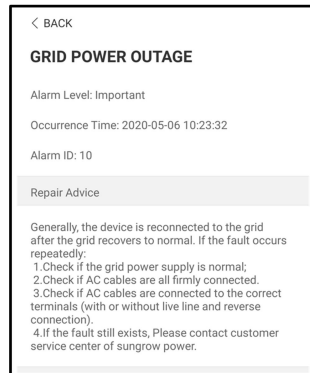 < BACK
GRID POWER OUTAGE
Alarm Level: Important
Occurrence Time: 2020-05-06 10:23:32
Alarm ID: 10
Repair Advice
Generally, the device is reconnected to the grid
after the grid recovers to normal. If the fault occurs
repeatedly:
1.Check if the grid power supply is normal;
2.Check if AC cables are all firmly connected.
3.Check if AC cables are connected to the correct
terminals (with or without live line and reverse
connection).
4.If the fault still exists, Please contact customer
service center of sungrow power.